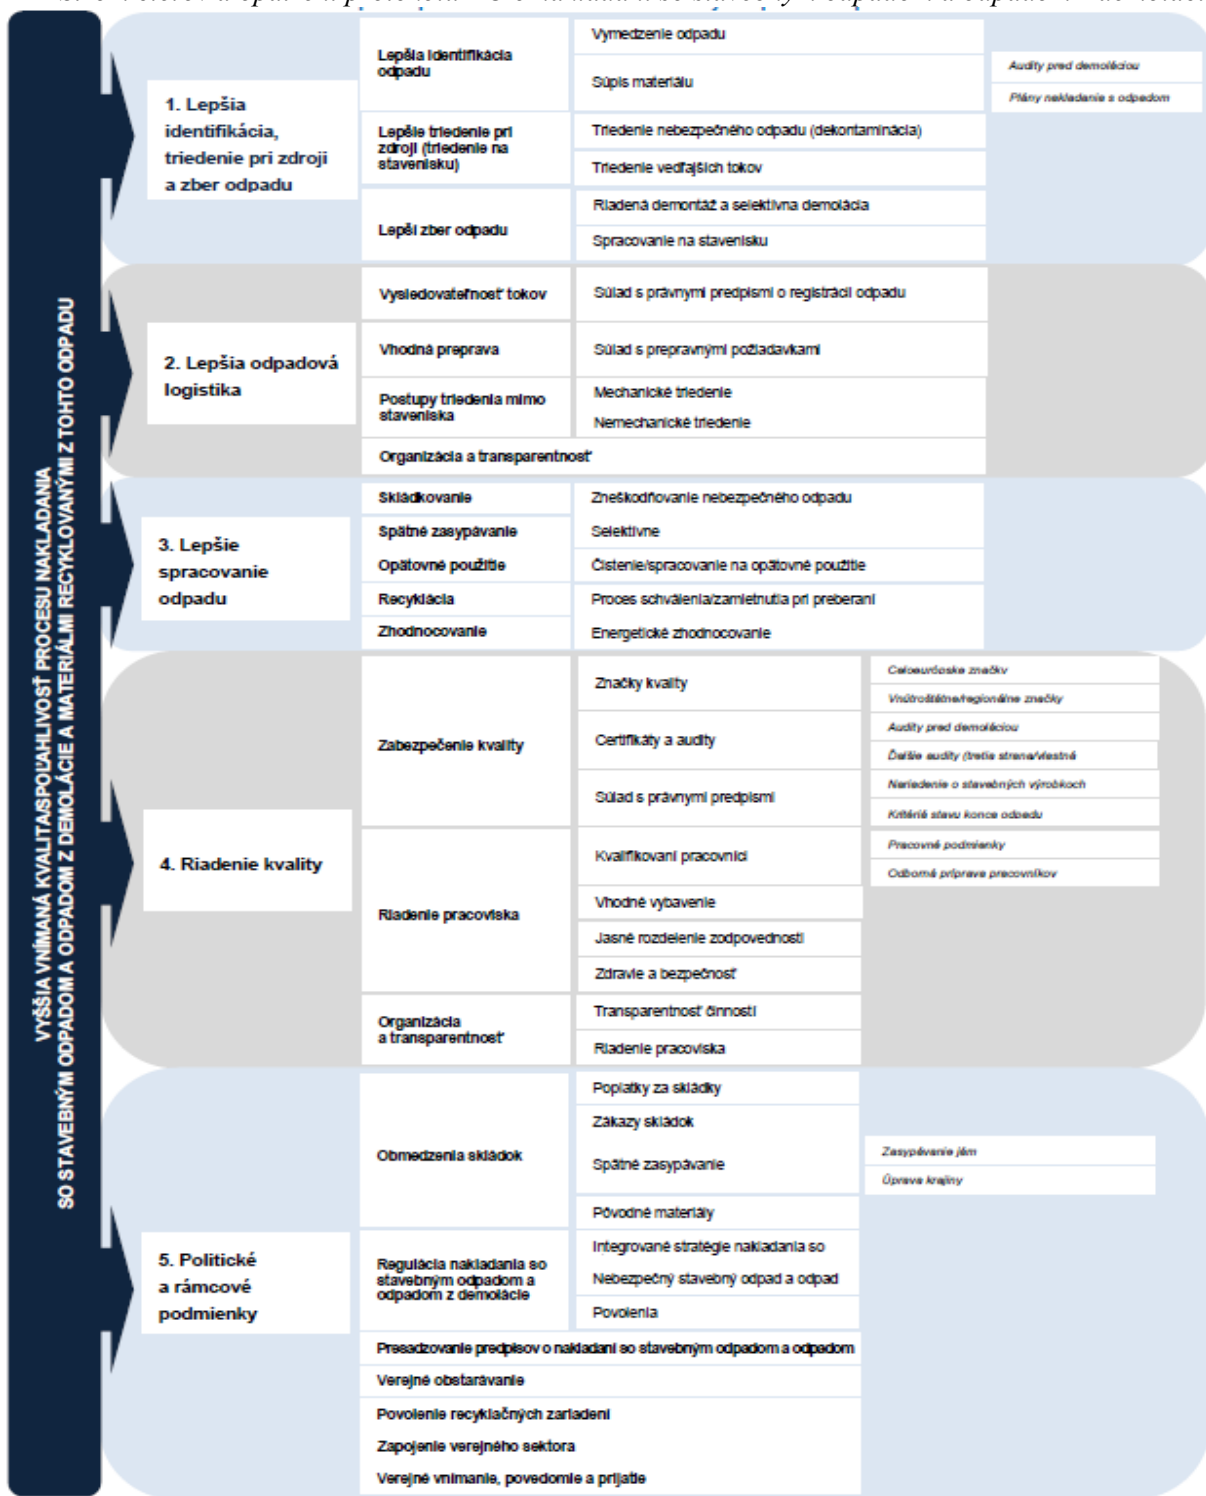 VYŠŠIA VNÍMANÁ KVALITA/SPOĽAHLIVOSŤ PROCESU NAKLADANIA
SO STAVEBNÝM ODPADOM A ODPADOM Z DEMOLÁCIE A MATERIÁLMI RECYKLOVANÝMI Z TOHTO ODPADU
1. Lepšia
identifikácia,
triedenie pri zdroji
a zber odpadu
Lepšia identifikácia
odpadu
Vymedzenie odpadu
Súpis materiálu
Audity pred demoláciou
Plány nakladania s odpadom
Lepšie triedenie pri
zdroji (triedenie na
stavenisku)
Triedenie nebezpečného odpadu (dekontaminácia)
Triedenie vedľajších tokov
Lepší zber odpadu
Riadená demontáž a selektívna demolácia
Spracovanie na stavenisku
2. Lepšia odpadová
logistika
Vysledovateľnosť tokov
Súlad s právnymi predpismi o registrácii odpadu
Vhodná preprava
Súlad s prepravnými požiadavkami
Postupy triedenia mimo
staveniska
Mechanické triedenie
Nemechanické triedenie
Organizácia a transparentnosť
3. Lepšie
spracovanie
odpadu
Skládkovanie
Zneškodňovanie nebezpečného odpadu
Spätné zasypávanie
Selektívne
Opätovné použitie
Čistenie/spracovanie na opätovné použitie
Recyklácia
Proces schválenia/zamietnutia pri preberaní
Zhodnocovanie
Energetické zhodnocovanie
4. Riadenie kvality
Zabezpečenie kvality
Značky kvality
Celoeurópske značky
Vnútroštátne/regionálne značky
Certifikáty a audity
Audity pred demoláciou
Ďalšie audity (tretia strana/vlastné
Súlad s právnymi predpismi
Nariadenie o stavebných výrobkoch
Kritériá stavu konca odpadu
Riadenie pracoviska
Kvalifikovaní pracovníci
Pracovné podmienky
Odborná príprava pracovníkov
Vhodné vybavenie
Jasné rozdelenie zodpovedností
Zdravie a bezpečnosť
Organizácia
a transparentnosť
Transparentnosť činností
Riadenie pracoviska
5. Politické
a rámcové
podmienky
Obmedzenia skládok
Poplatky za skládky
Zákazy skládok
Spätné zasypávanie
Zasypávanie jám
Úprava krajiny
Pôvodné materiály
Regulácia nakladania so
stavebným odpadom a
odpadom z demolácie
Integrované stratégie nakladania so
Nebezpečný stavebný odpad a odpad
Povolenia
Presadzovanie predpisov o nakladaní so stavebným odpadom a odpadom
Verejné obstarávanie
Povolenie recyklačných zariadení
Zapojenie verejného sektora
Verejné vnímanie, povedomie a prijatie